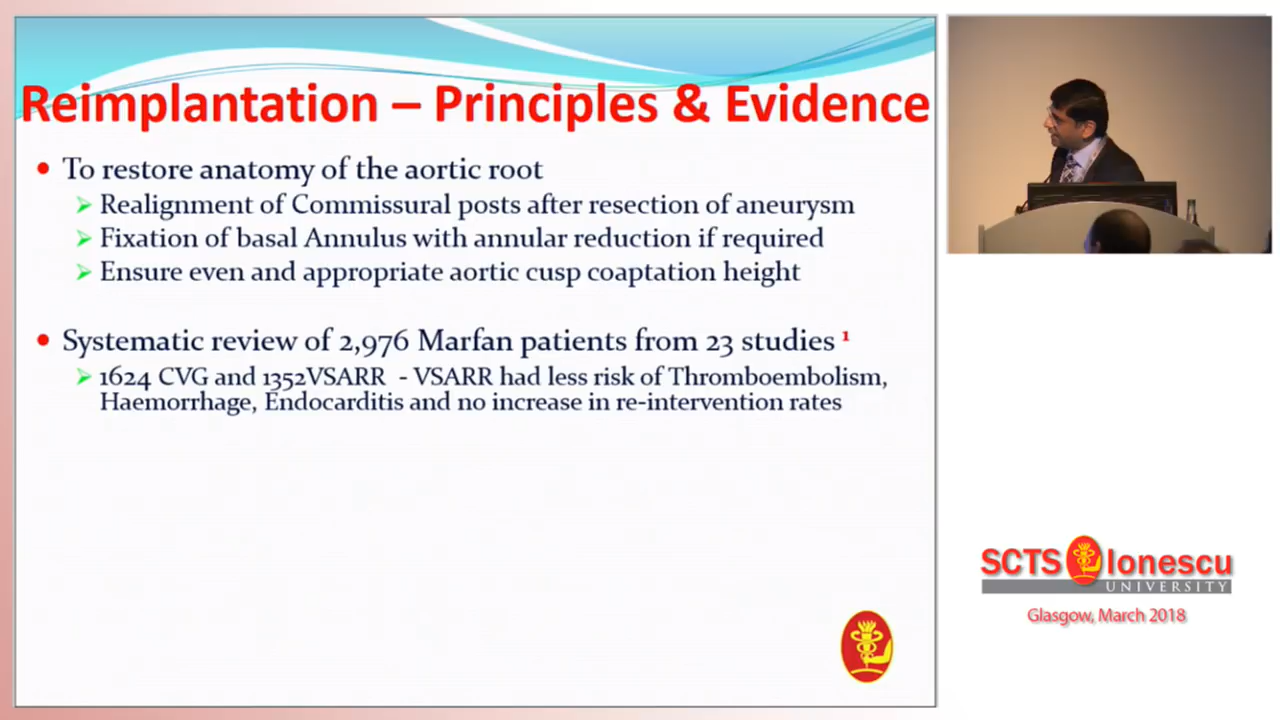 Reimplantation – Principles & Evidence
To restore anatomy of the aortic root
Realignment of Commissural posts after resection of aneurysm
Fixation of basal Annulus with annular reduction if required
Ensure even and appropriate aortic cusp coaptation height
Systematic review of 2,976 Marfan patients from 23 studies 1
1624 CVG and 1352VSARR - VSARR had less risk of Thromboembolism,
Haemorrhage, Endocarditis and no increase in re-intervention rates
SCTS Ionescu
UNIVERSITY
Glasgow, March 2018